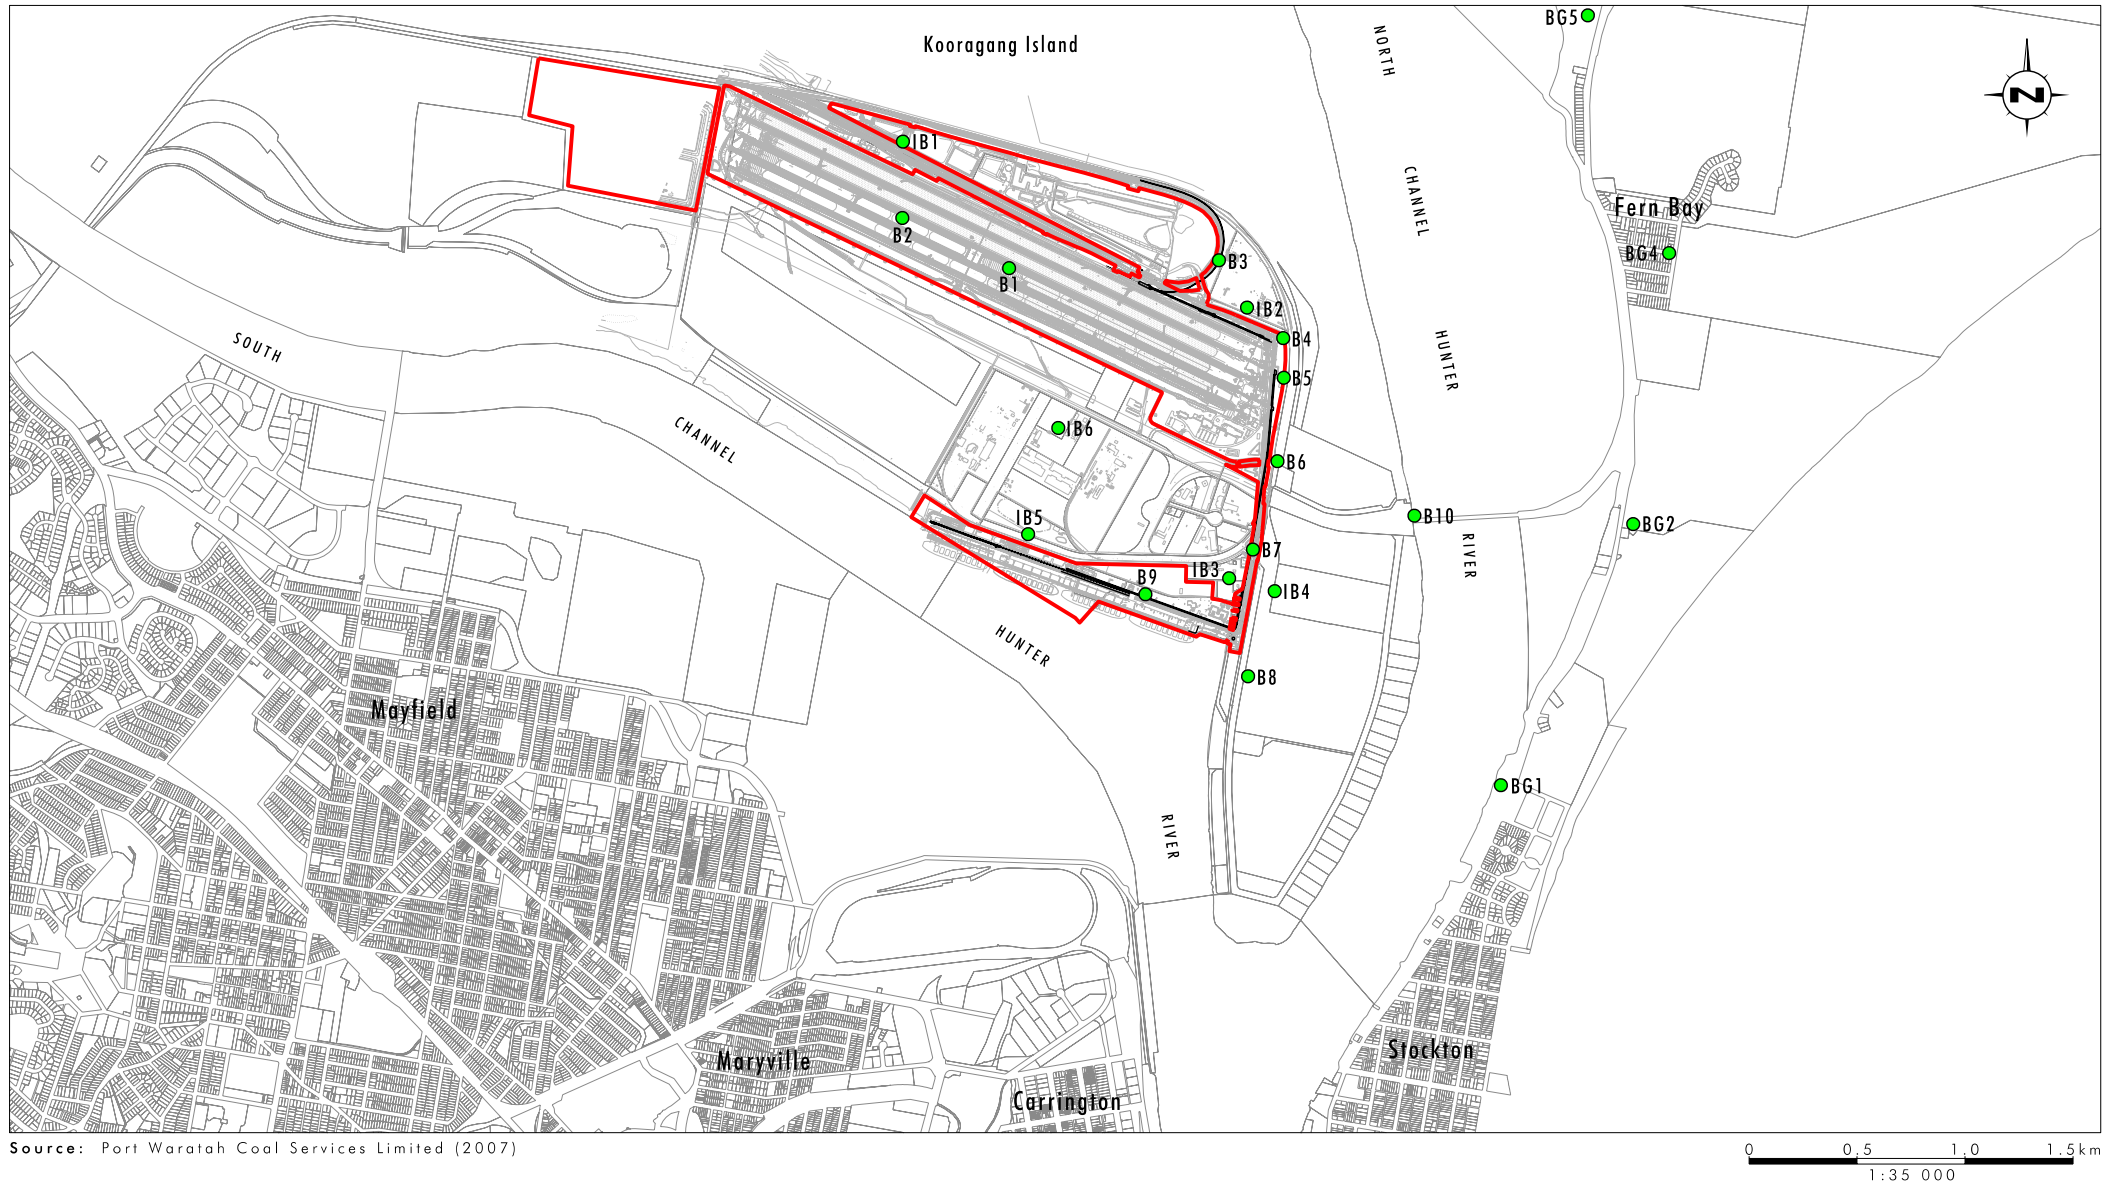 BG5
Kooragang Island
NORTH
N
IB1
CHANNEL
Fern Bay
B2
BG4
B3
B1
IB2
B4
SOUTH
HUNTER
B5
CHANNEL
IB6
B6
IB5
B10
BG2
RIVER
B7
IB3
B9
IB4
HUNTER
B8
Mayfield
BG1
RIVER
Stockton
Maryville
Carrington
Source: Port Waratah Coal Services Limited (2007)
0 0.5 1.0 1.5km
1:35 000